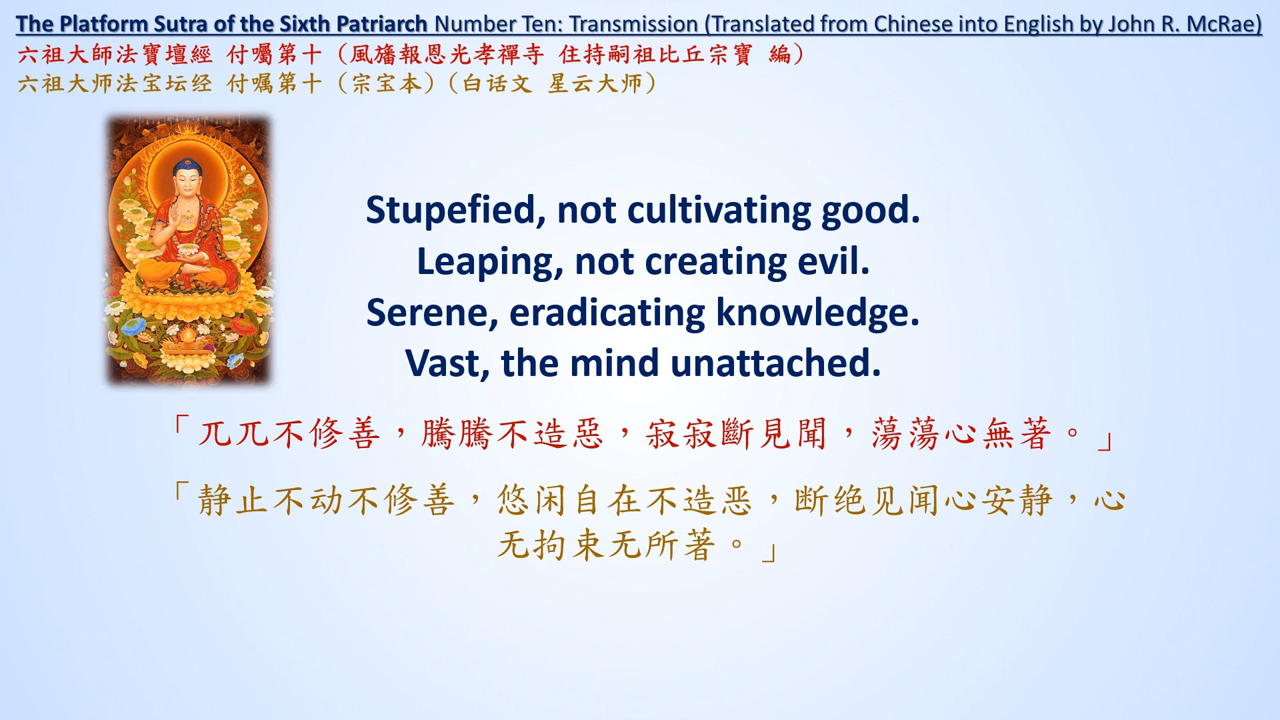 The Platform Sutra of the Sixth Patriarch Number Ten: Transmission (Translated from Chinese into English by John R. McRae)
六祖大師法寶壇經 付囑第十（風旛報恩光孝禪寺 住持嗣祖比丘宗寶 編）
六祖大师法宝坛经 付嘱第十（宗宝本）（白话文 星云大师）
Stupefied, not cultivating good.
Leaping, not creating evil.
Serene, eradicating knowledge.
Vast, the mind unattached.
「兀兀不修善，騰騰不造惡，寂寂斷見聞，蕩蕩心無著。」
「静止不动不修善，悠闲自在不造恶，断绝见闻心安静，心
无拘束无所著。」